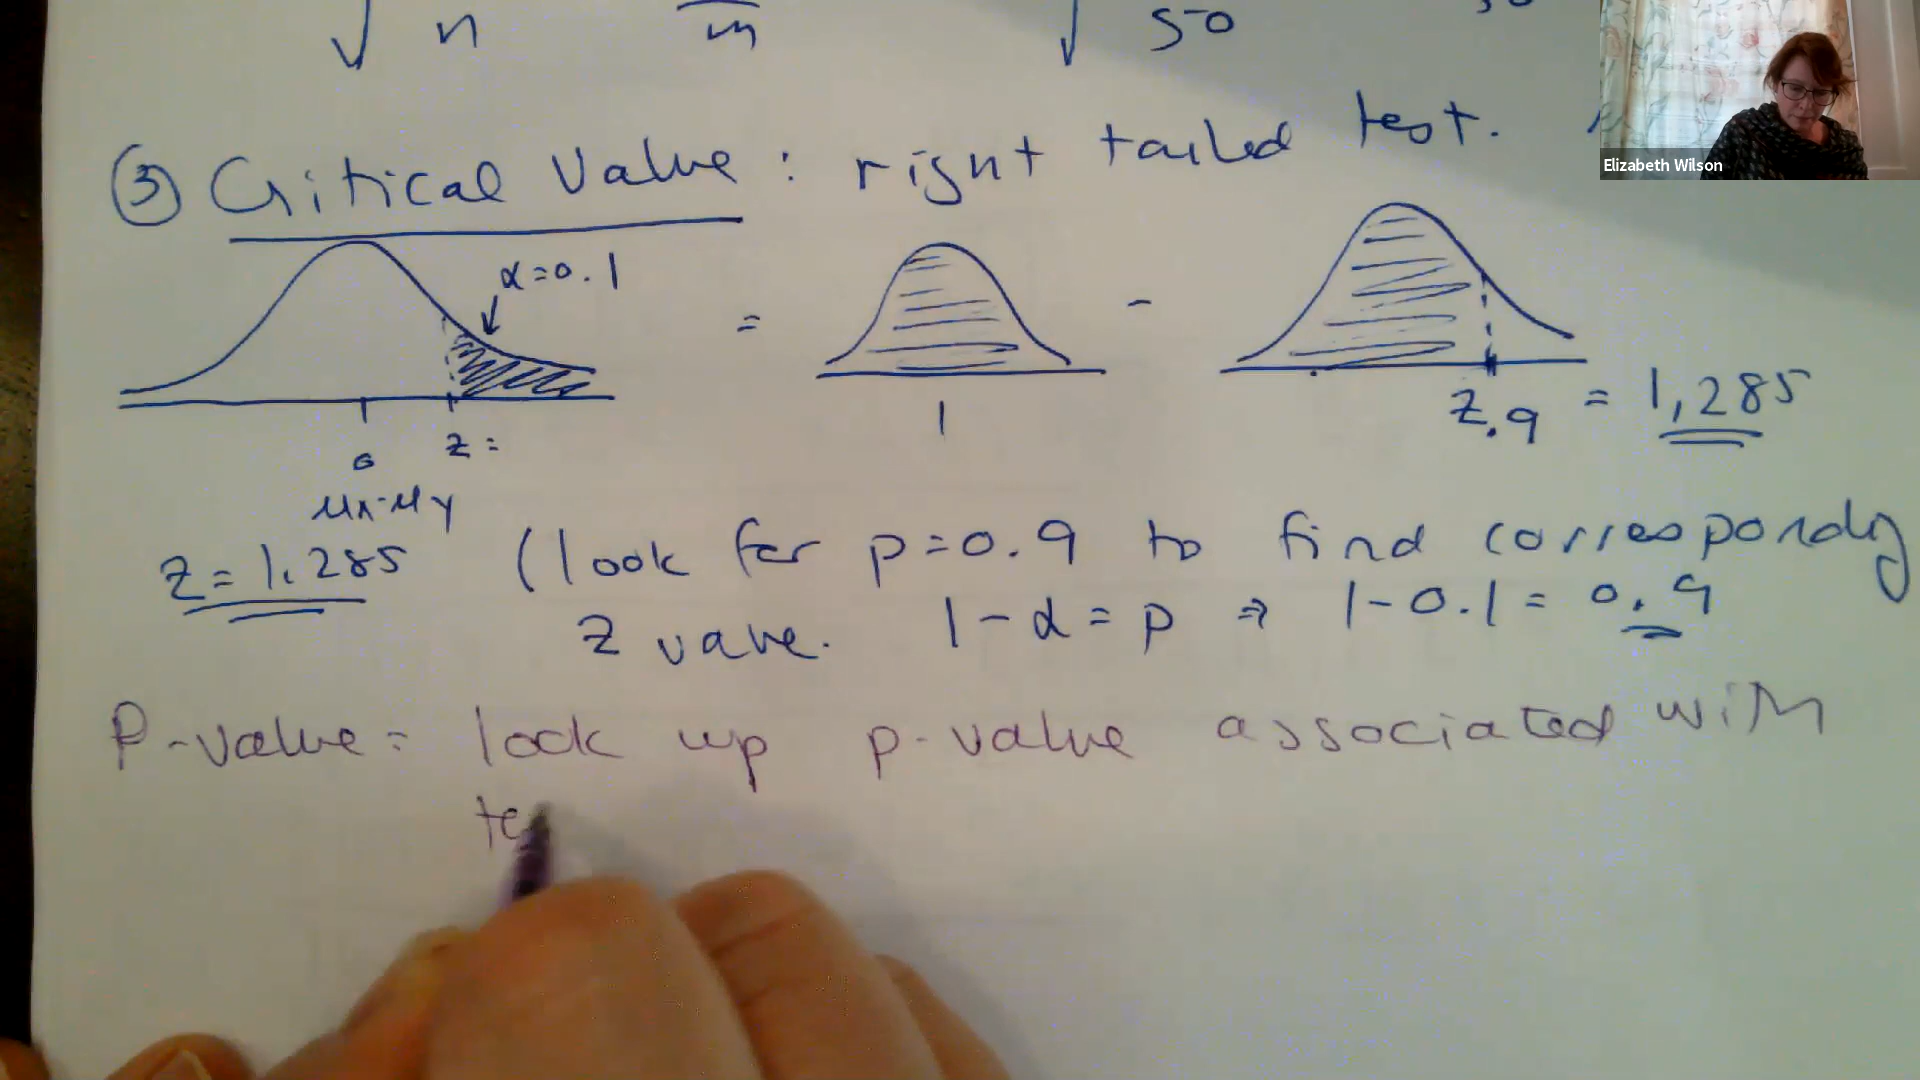 √ n m √ 50
③ Critical Value : right tailed test.
Elizabeth Wilson
α=0.1
= -
0 z = 1 z.9 = 1,285
μx-μy
z=1.285 (look for p=0.9 to find correspondg
z value. 1-α=p ⇒ 1-0.1= 0.9
P-value= look up p-value associated with
te